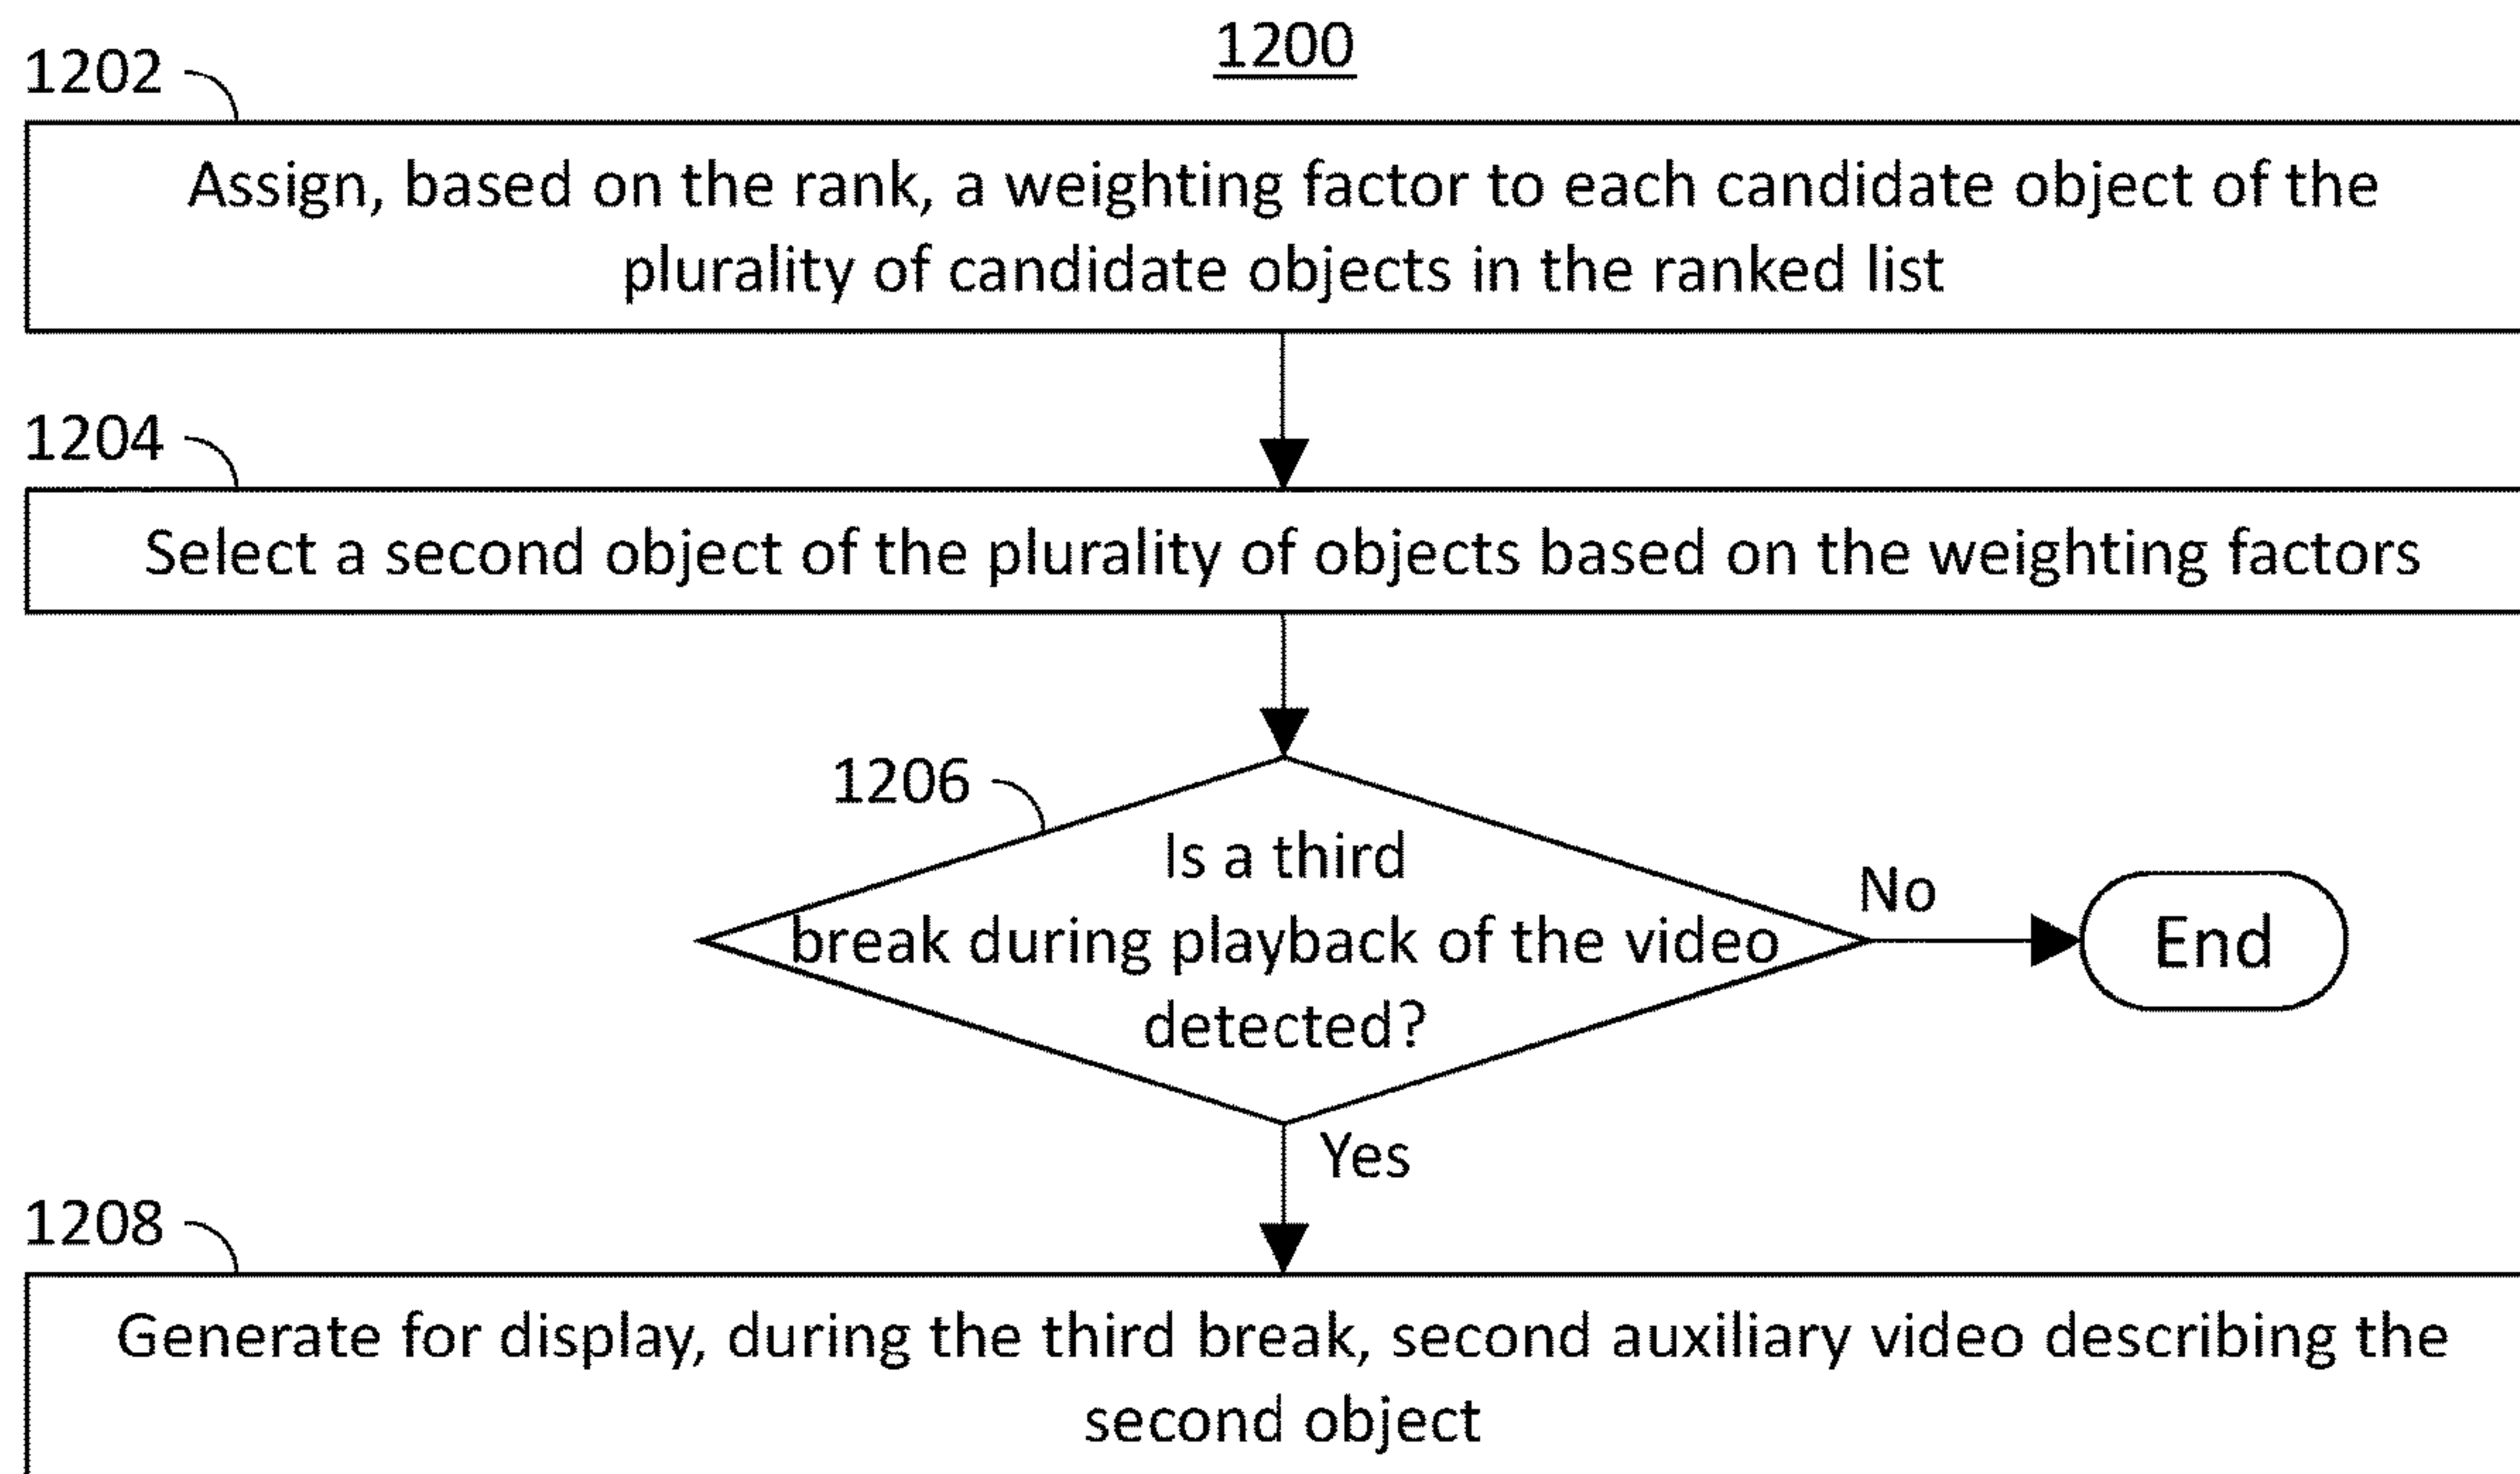 1200
1202
Assign, based on the rank, a weighting factor to each candidate object of the
plurality of candidate objects in the ranked list
1204
Select a second object of the plurality of objects based on the weighting factors
1206
Is a third
break during playback of the video
detected?
No
End
Yes
1208
Generate for display, during the third break, second auxiliary video describing the
second object